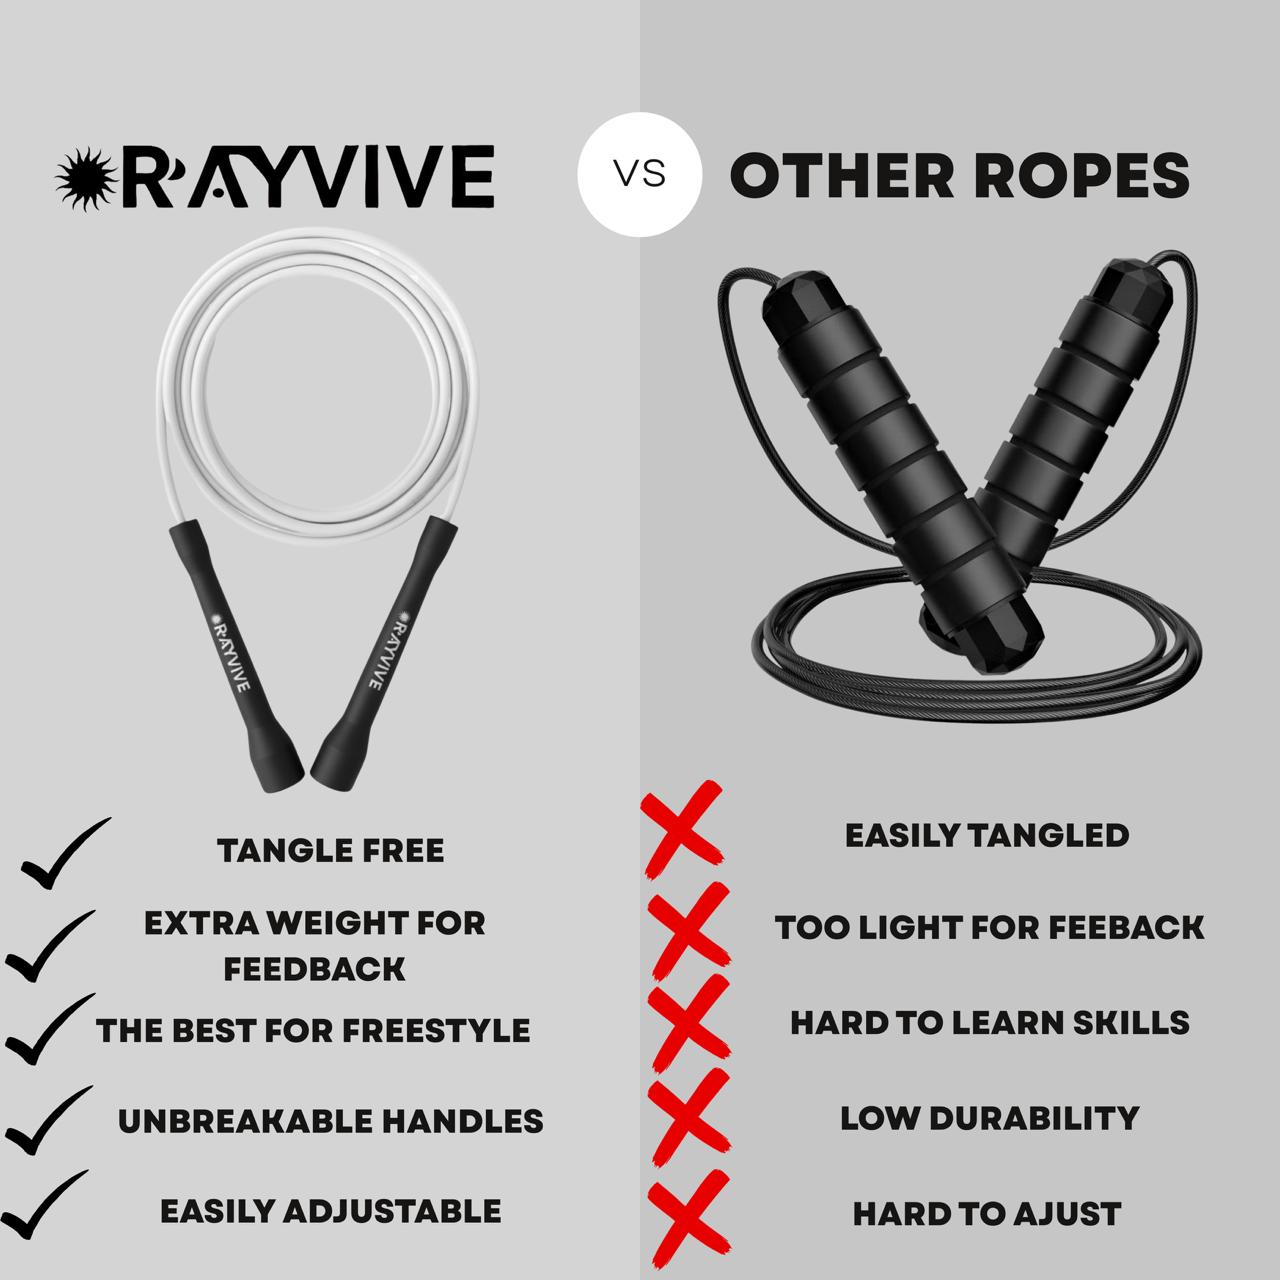 RAYVIVE
VS
OTHER ROPES
RAYVIVE
RAYVIVE
TANGLE FREE
EXTRA WEIGHT FOR
FEEDBACK
THE BEST FOR FREESTYLE
UNBREAKABLE HANDLES
EASILY ADJUSTABLE
EASILY TANGLED
TOO LIGHT FOR FEEBACK
HARD TO LEARN SKILLS
LOW DURABILITY
HARD TO AJUST